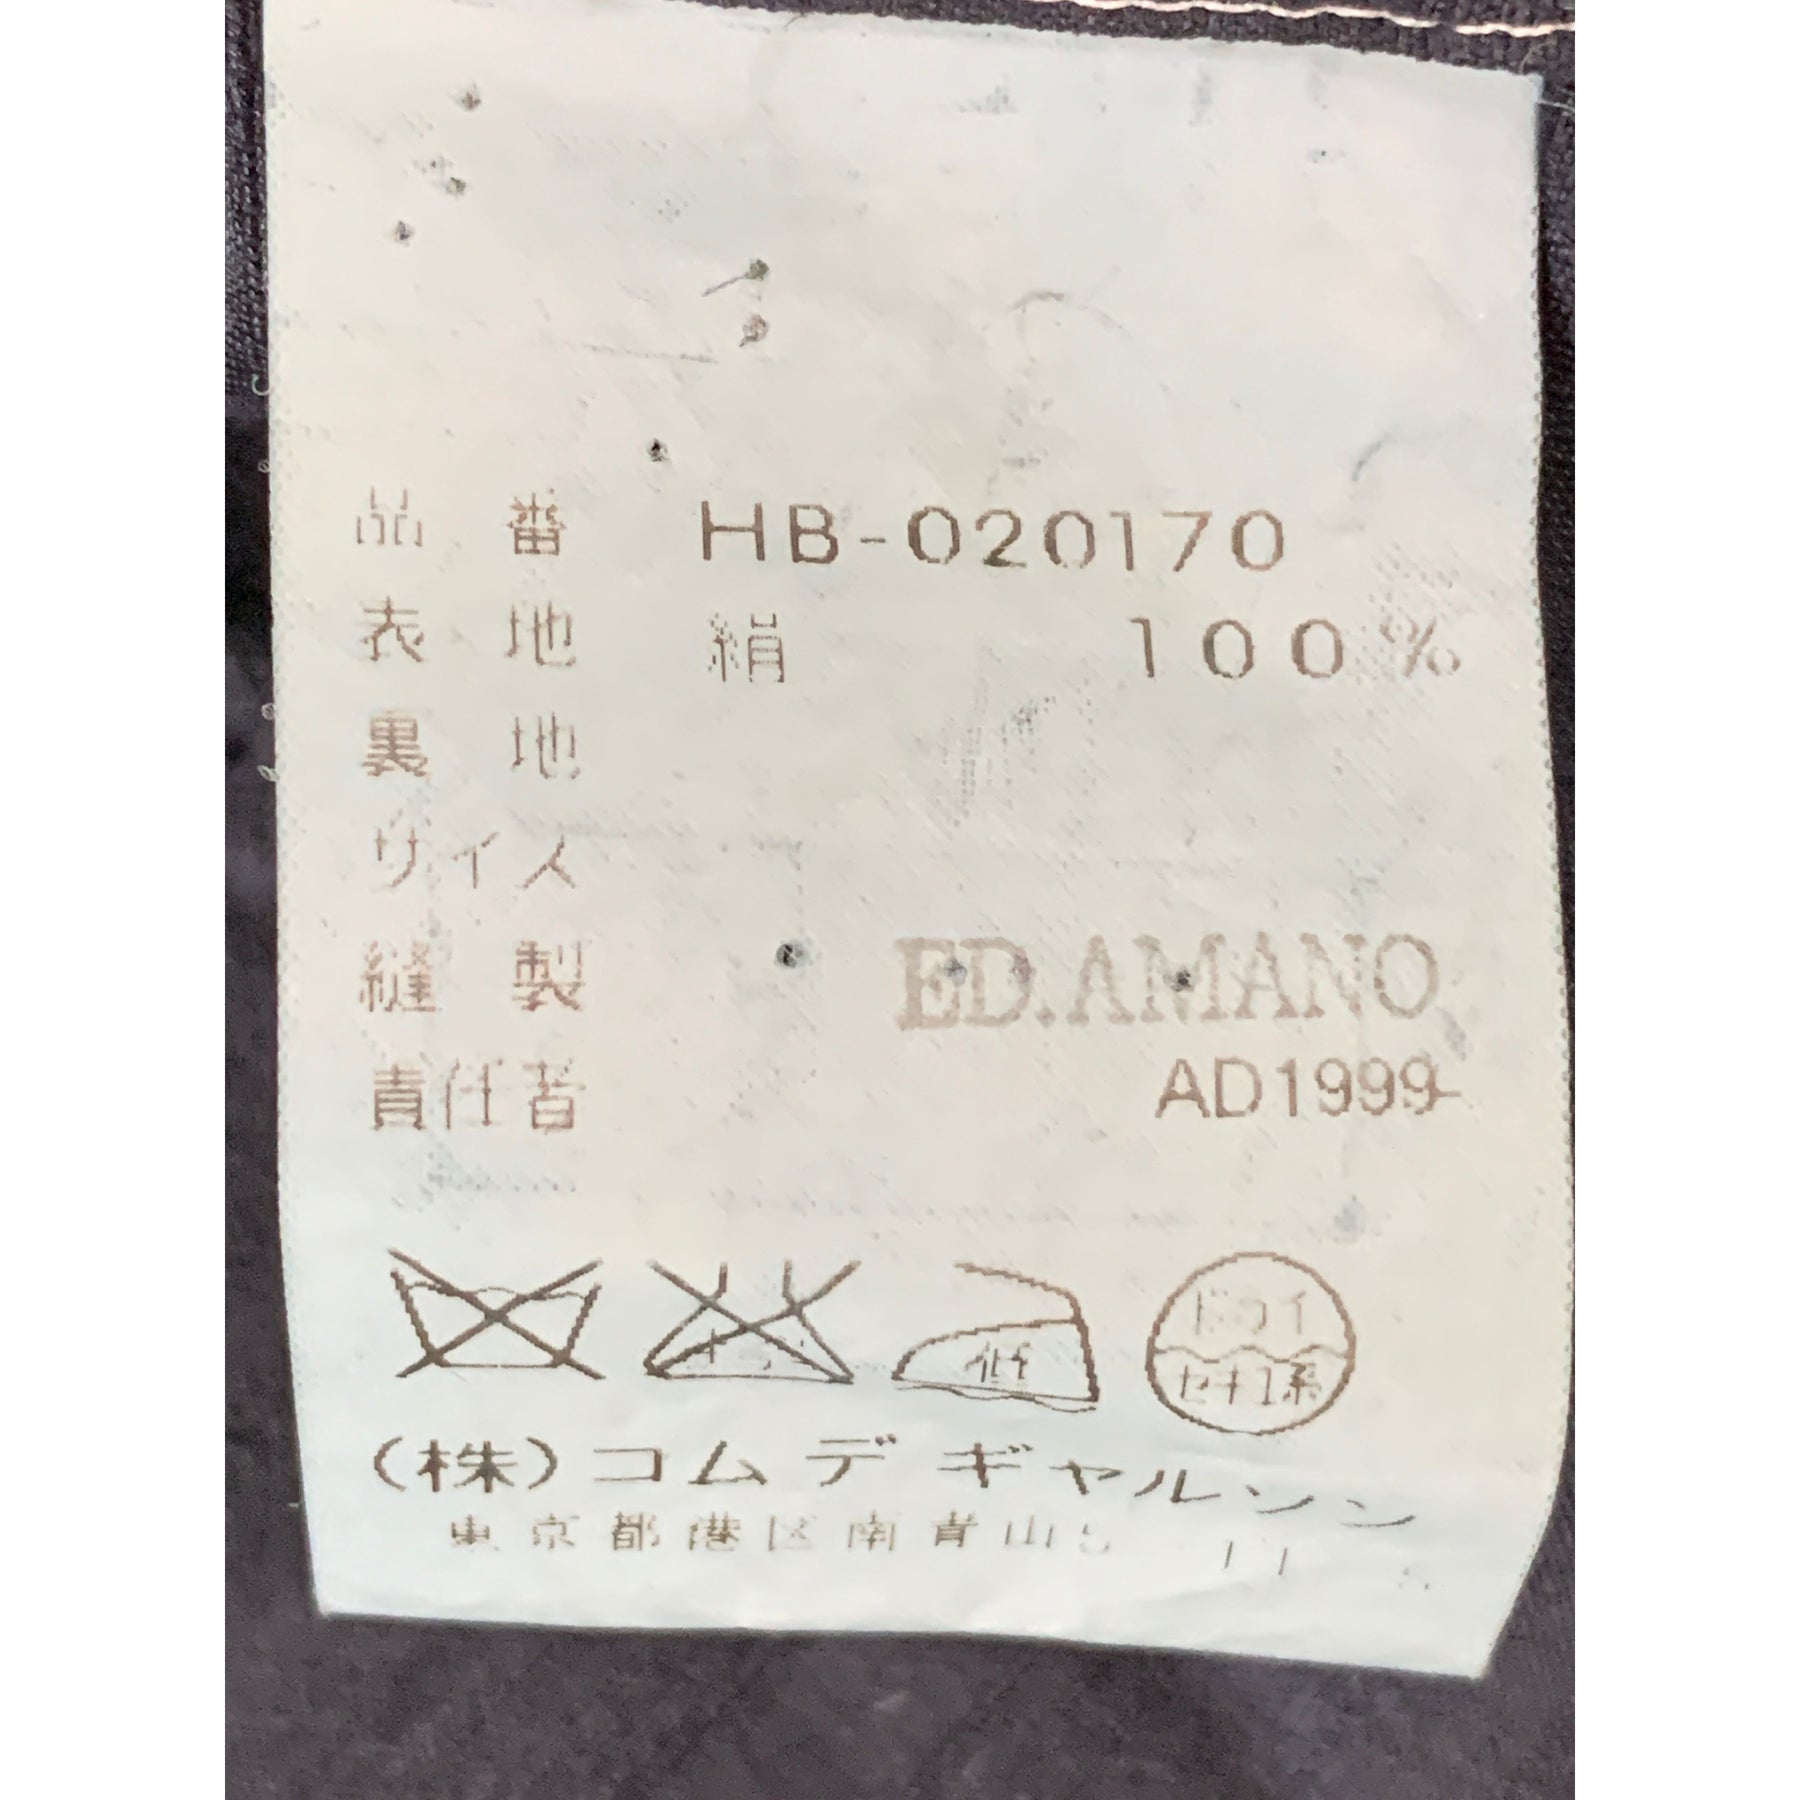 品番 HB-020170
表地 絹 100%
裏地
サイズ
縫製 ED.AMANO
責任者 AD1999
低
ドライ
セキユ系
（株）コムデギャルソン
東京都港区南青山5